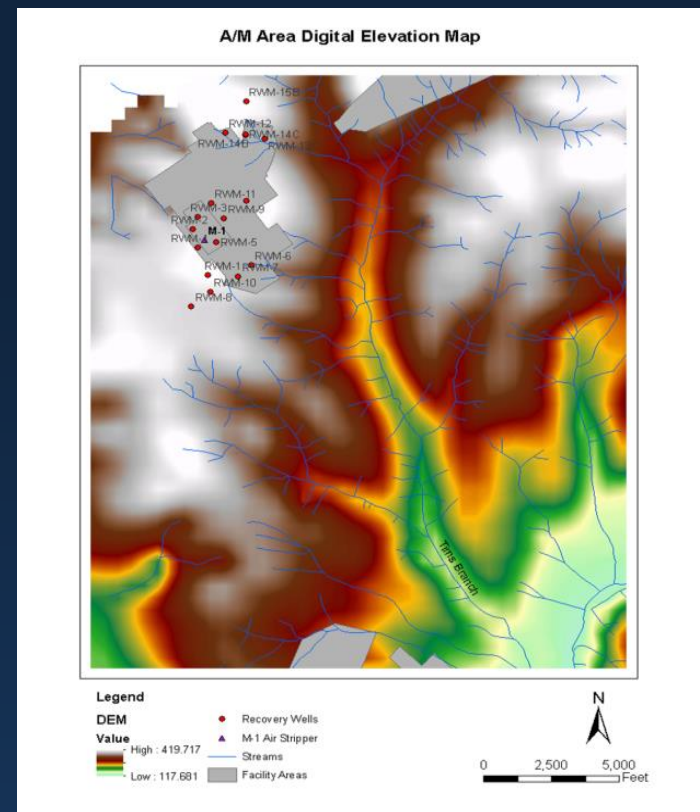 A/M Area Digital Elevation Map
RWM-15B
RWM-12
RWM-14C
RWM-11
RWM-3
RWM-9
RWM-2
M-1
RWM-5
RWM-6
RWM-1
RWM-7
RWM-10
RWM-8
Tims Branch
Legend
DEM
Value
High : 419.717
Low : 117.681
Recovery Wells
M-1 Air Stripper
Streams
Facility Areas
N
0 2,500 5,000
Feet